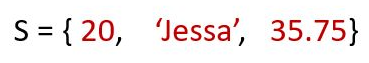 S = { 20, ‘Jessa’, 35.75}